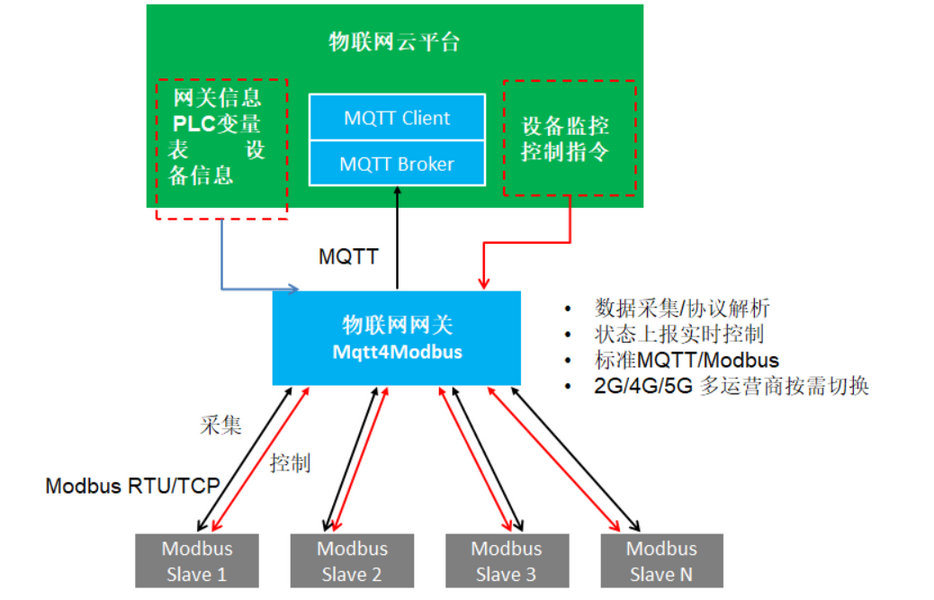 物联网云平台
网关信息
PLC变量
表 设
备信息
MQTT Client
MQTT Broker
设备监控
控制指令
MQTT
物联网网关
Mqtt4Modbus
• 数据采集/协议解析
• 状态上报实时控制
• 标准MQTT/Modbus
• 2G/4G/5G 多运营商按需切换
采集
控制
Modbus RTU/TCP
Modbus
Slave 1
Modbus
Slave 2
Modbus
Slave 3
Modbus
Slave N